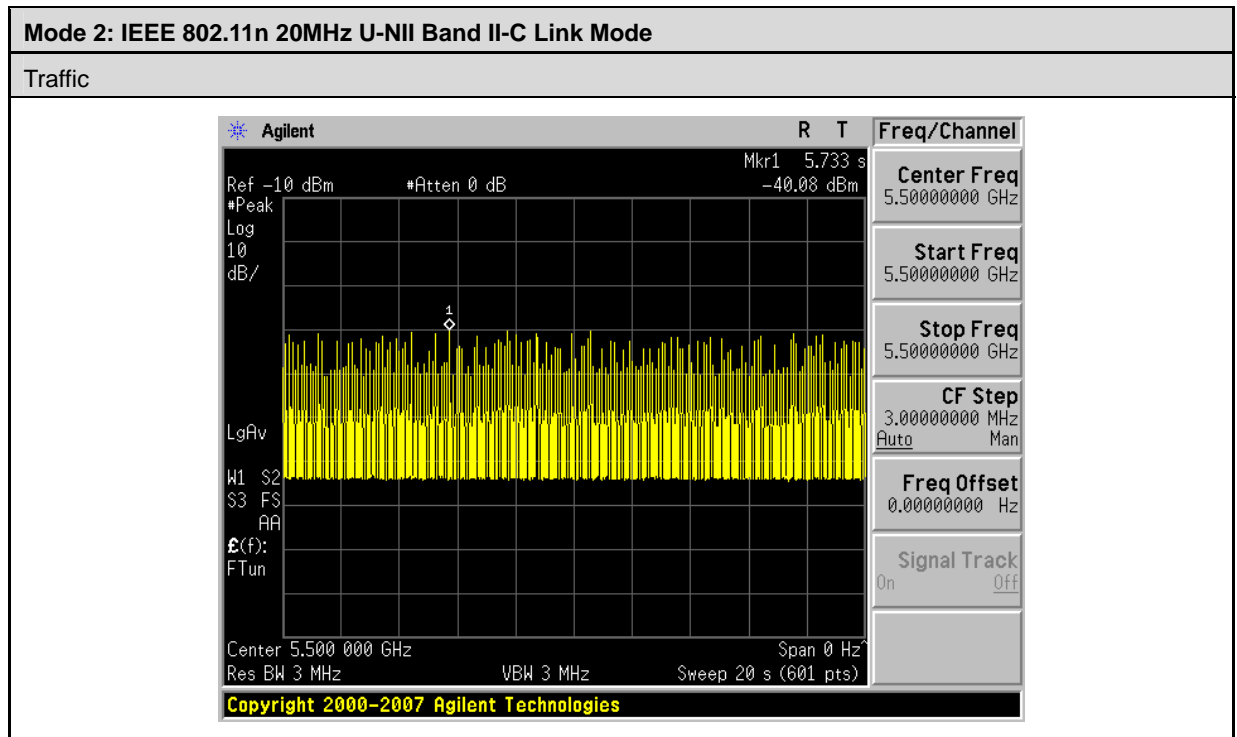 Mode 2: IEEE 802.11n 20MHz U-NII Band II-C Link Mode
Traffic
Agilent R T Freq/Channel
Mkr1 5.733 s
Ref -10 dBm #Atten 0 dB -40.08 dBm
#Peak
Log
10
dB/
1
LgAv
W1 S2
S3 FS
AA
£(f):
FTun
Center 5.500 000 GHz Span 0 Hz^
Res BW 3 MHz VBW 3 MHz Sweep 20 s (601 pts)
Copyright 2000-2007 Agilent Technologies
Center Freq
5.50000000 GHz
Start Freq
5.50000000 GHz
Stop Freq
5.50000000 GHz
CF Step
3.00000000 MHz
Auto Man
Freq Offset
0.00000000 Hz
Signal Track
On Off